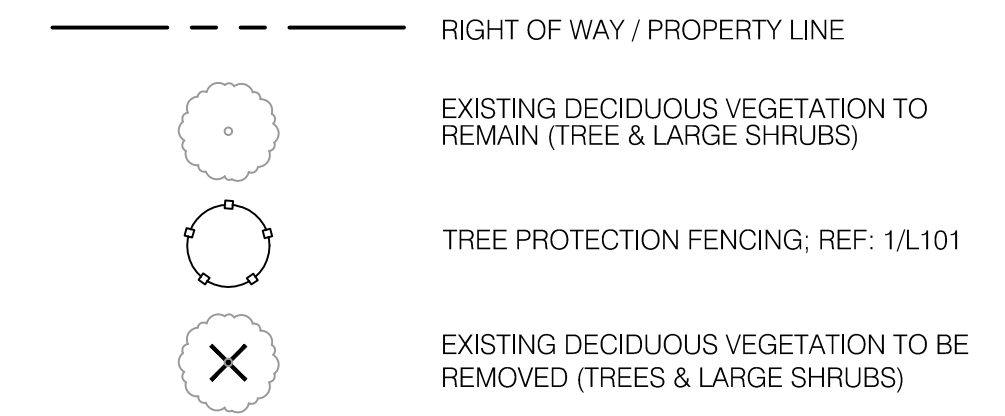 RIGHT OF WAY / PROPERTY LINE
EXISTING DECIDUOUS VEGETATION TO
REMAIN (TREE & LARGE SHRUBS)
TREE PROTECTION FENCING; REF: 1/L101
EXISTING DECIDUOUS VEGETATION TO BE
REMOVED (TREES & LARGE SHRUBS)